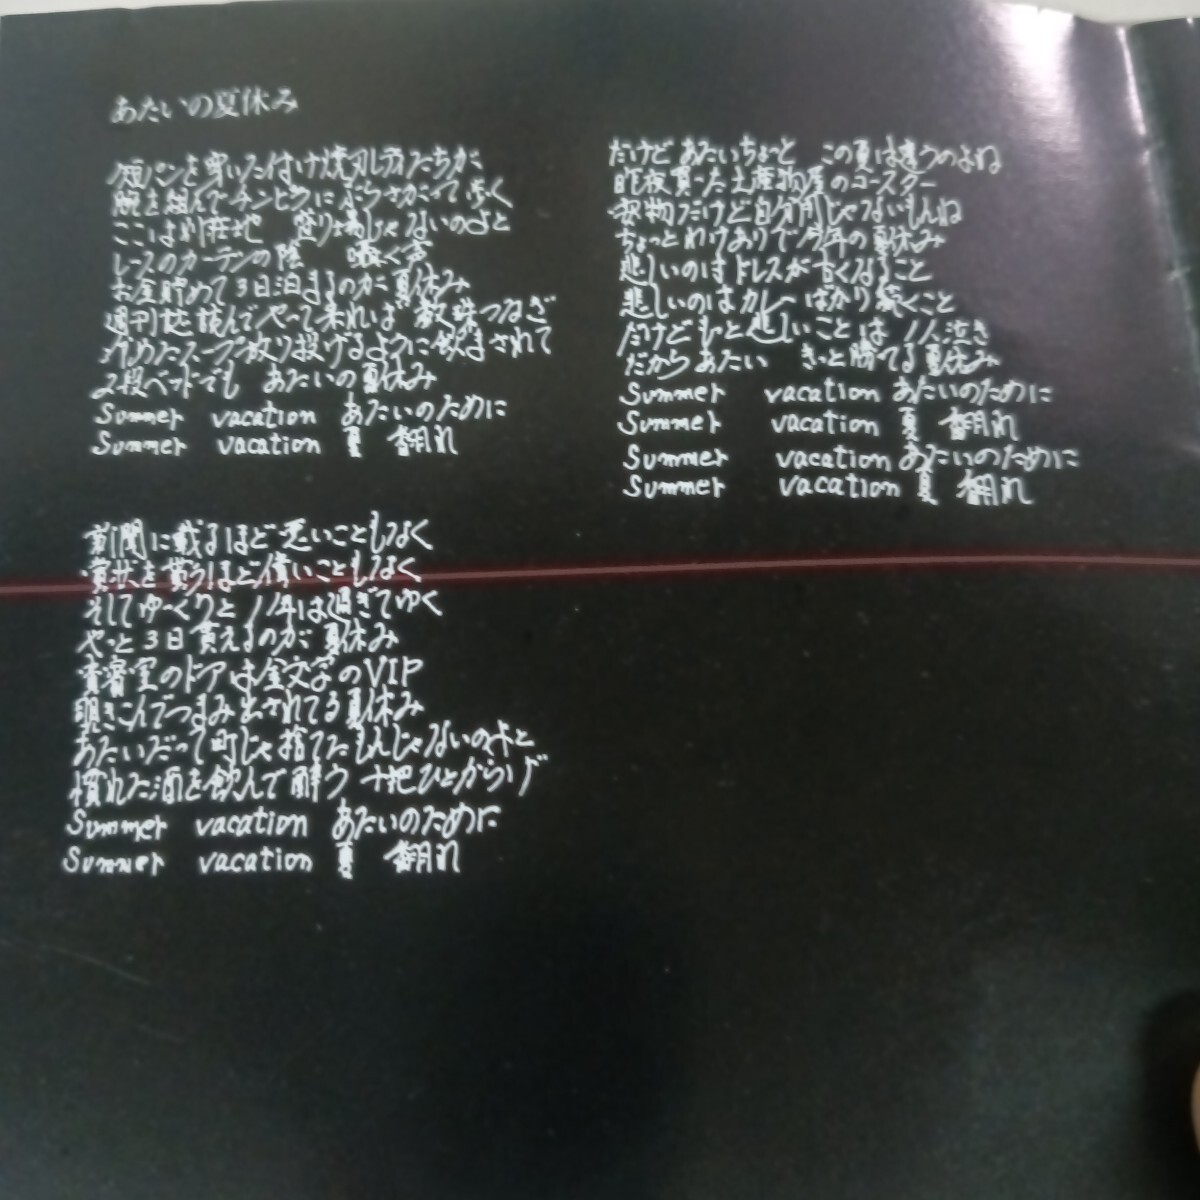 あたいの夏休み
短パンを穿いた付け焼刃レディたちが
腕を組んでチンピラにぶらさがって歩く
ここは別荘地　盛り場じゃないのよと
レースのカーテンの陰　囁く声
お金貯めて3日泊まるのが夏休み
週刊誌を読んでやって来れば 数珠つなぎ
冷めたスープ放り投げるように飲まされて
2段ベッドでも　あたいの夏休み
Summer vacation あたいのために
Summer vacation 夏　翻れ
新聞に載るほど悪いこともなく
賞状を貰うほど偉いこともなく
そしてゆっくりと1年は過ぎてゆく
やっと3日貰えるのが夏休み
貴賓室のドアは金文字のVIP
覗きこんでつまみ出されてる夏休み
あたいだって町じゃ捨てたもんじゃないのよと
慣れた酒を飲んで酔う 十把ひとからげ
Summer vacation あたいのために
Summer vacation 夏　翻れ
だけど あたいちょっと　この夏は違うのよね
昨夜買った土産物屋のコースター
安物だけど自分用じゃないもんね
ちょっとわけありで今年の夏休み
悲しいのはドレスが古くなること
悲しいのはカレーばかり続くこと
だけどもっと悲しいことは1人泣き
だからあたい　きっと勝てる夏休み
Summer vacation あたいのために
Summer vacation 夏　翻れ
Summer vacation あたいのために
Summer vacation 夏　翻れ